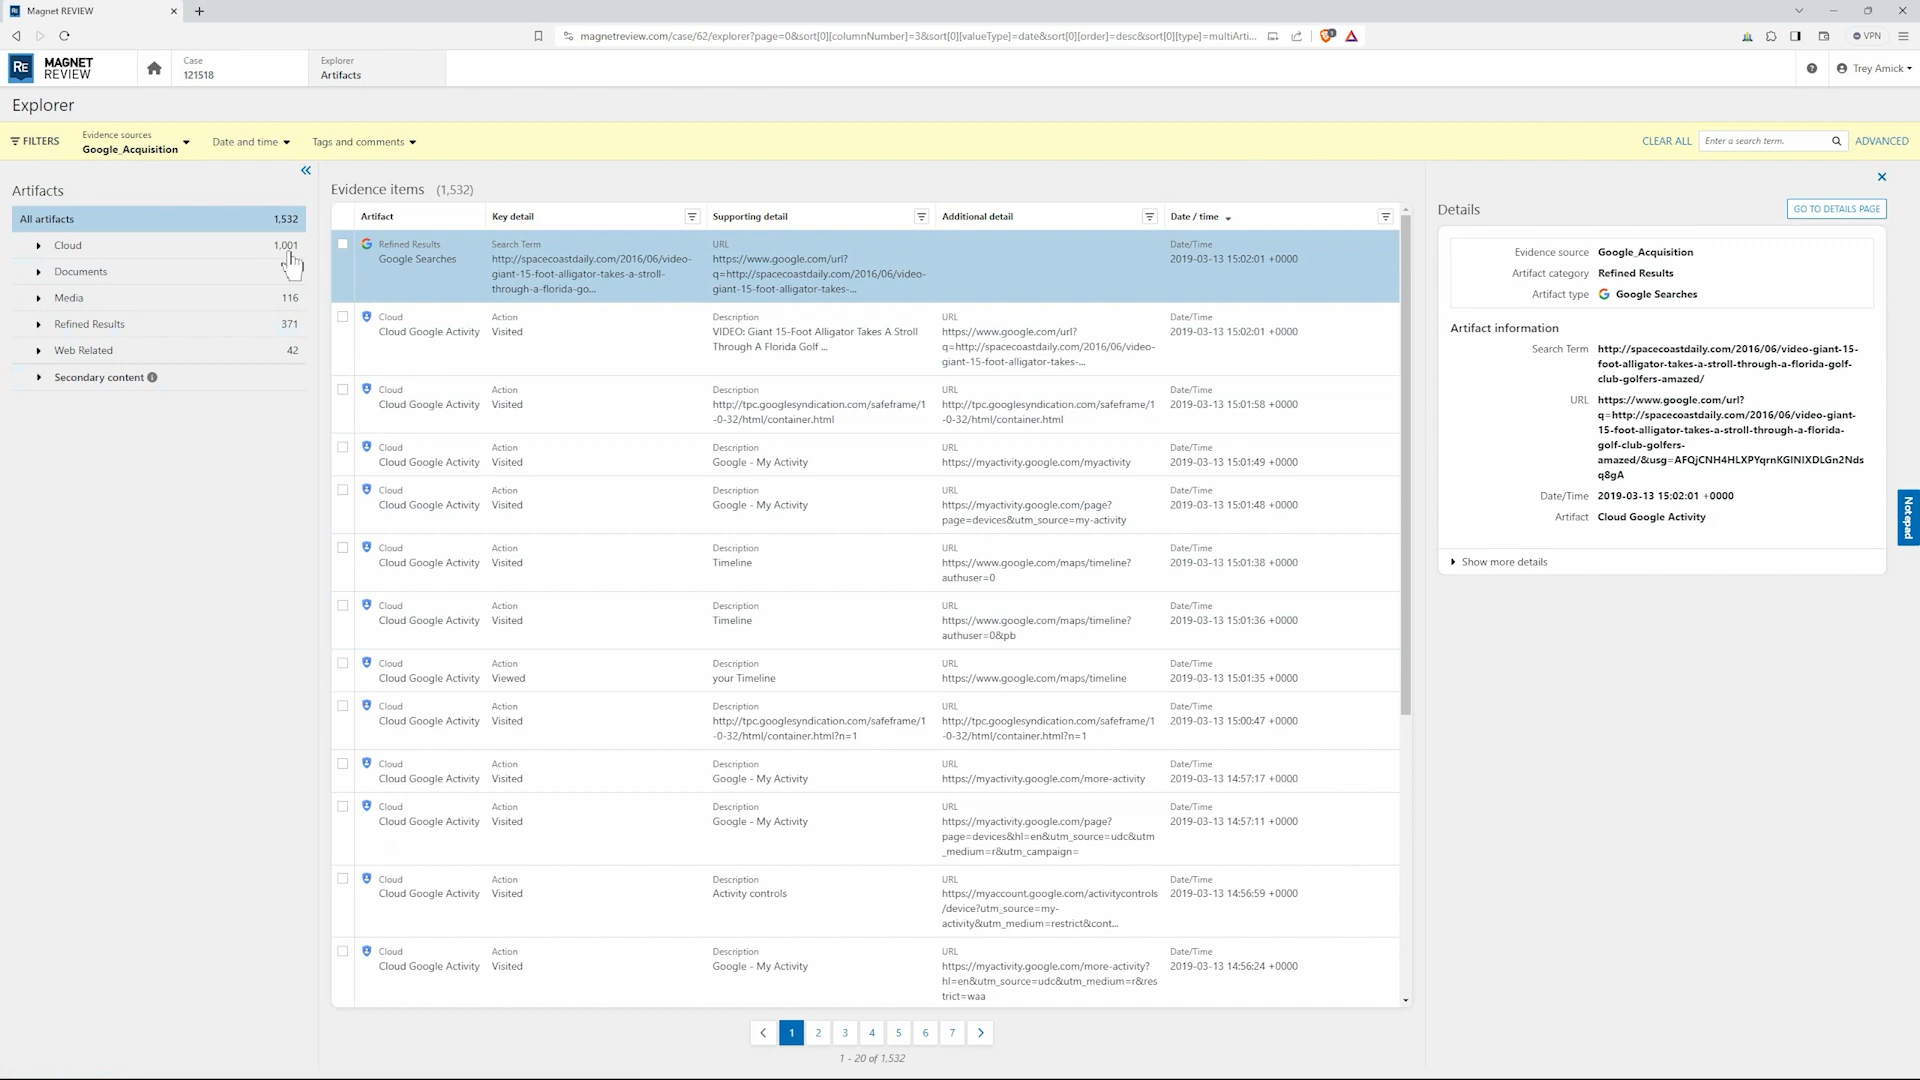 Magnet REVIEW
magnetreview.com/case/62/explorer?page=0&sort[0][columnNumber]=3&sort[0][valueType]=date&sort[0][order]=desc&sort[0][type]=multiArti...
VPN
RE
MAGNET
REVIEW
Case
121518
Explorer
Artifacts
Trey Amick
Explorer
FILTERS
Evidence sources
Google_Acquisition
Date and time
Tags and comments
CLEAR ALL
Enter a search term.
ADVANCED
Artifacts
All artifacts 1,532
Cloud 1,001
Documents
Media 116
Refined Results 371
Web Related 42
Secondary content
Evidence items (1,532)
Artifact Key detail Supporting detail Additional detail Date / time
Refined Results
Google Searches
Search Term
http://spacecoastdaily.com/2016/06/video-
giant-15-foot-alligator-takes-a-stroll-
through-a-florida-go...
URL
https://www.google.com/url?
q=http://spacecoastdaily.com/2016/06/video-
giant-15-foot-alligator-takes-...
Date/Time
2019-03-13 15:02:01 +0000
Cloud
Cloud Google Activity
Action
Visited
Description
VIDEO: Giant 15-Foot Alligator Takes A Stroll
Through A Florida Golf ...
URL
https://www.google.com/url?
q=http://spacecoastdaily.com/2016/06/video-
giant-15-foot-alligator-takes-...
Date/Time
2019-03-13 15:02:01 +0000
Cloud
Cloud Google Activity
Action
Visited
Description
http://tpc.googlesyndication.com/safeframe/1
-0-32/html/container.html
URL
http://tpc.googlesyndication.com/safeframe/1
-0-32/html/container.html
Date/Time
2019-03-13 15:01:58 +0000
Cloud
Cloud Google Activity
Action
Visited
Description
Google - My Activity
URL
https://myactivity.google.com/myactivity
Date/Time
2019-03-13 15:01:49 +0000
Cloud
Cloud Google Activity
Action
Visited
Description
Google - My Activity
URL
https://myactivity.google.com/page?
page=devices&utm_source=my-activity
Date/Time
2019-03-13 15:01:48 +0000
Cloud
Cloud Google Activity
Action
Visited
Description
Timeline
URL
https://www.google.com/maps/timeline?
authuser=0
Date/Time
2019-03-13 15:01:38 +0000
Cloud
Cloud Google Activity
Action
Visited
Description
Timeline
URL
https://www.google.com/maps/timeline?
authuser=0&pb
Date/Time
2019-03-13 15:01:36 +0000
Cloud
Cloud Google Activity
Action
Viewed
Description
your Timeline
URL
https://www.google.com/maps/timeline
Date/Time
2019-03-13 15:01:35 +0000
Cloud
Cloud Google Activity
Action
Visited
Description
http://tpc.googlesyndication.com/safeframe/1
-0-32/html/container.html?n=1
URL
http://tpc.googlesyndication.com/safeframe/1
-0-32/html/container.html?n=1
Date/Time
2019-03-13 15:00:47 +0000
Cloud
Cloud Google Activity
Action
Visited
Description
Google - My Activity
URL
https://myactivity.google.com/more-activity
Date/Time
2019-03-13 14:57:17 +0000
Cloud
Cloud Google Activity
Action
Visited
Description
Google - My Activity
URL
https://myactivity.google.com/page?
page=devices&hl=en&utm_source=udc&utm
_medium=r&utm_campaign=
Date/Time
2019-03-13 14:57:11 +0000
Cloud
Cloud Google Activity
Action
Visited
Description
Activity controls
URL
https://myaccount.google.com/activitycontrols
/device?utm_source=my-
activity&utm_medium=restrict&cont...
Date/Time
2019-03-13 14:56:59 +0000
Cloud
Cloud Google Activity
Action
Visited
Description
Google - My Activity
URL
https://myactivity.google.com/more-activity?
hl=en&utm_source=udc&utm_medium=r&res
trict=waa
Date/Time
2019-03-13 14:56:24 +0000
1 2 3 4 5 6 7
1 - 20 of 1,532
Details
GO TO DETAILS PAGE
Evidence source Google_Acquisition
Artifact category Refined Results
Artifact type Google Searches
Artifact information
Search Term http://spacecoastdaily.com/2016/06/video-giant-15-
foot-alligator-takes-a-stroll-through-a-florida-golf-
club-golfers-amazed/
URL https://www.google.com/url?
q=http://spacecoastdaily.com/2016/06/video-giant-
15-foot-alligator-takes-a-stroll-through-a-florida-
golf-club-golfers-
amazed/&usg=AFQjCNH4HLXPYqrnKGlNIXDLGn2Nds
q8gA
Date/Time 2019-03-13 15:02:01 +0000
Artifact Cloud Google Activity
Show more details
Notepad